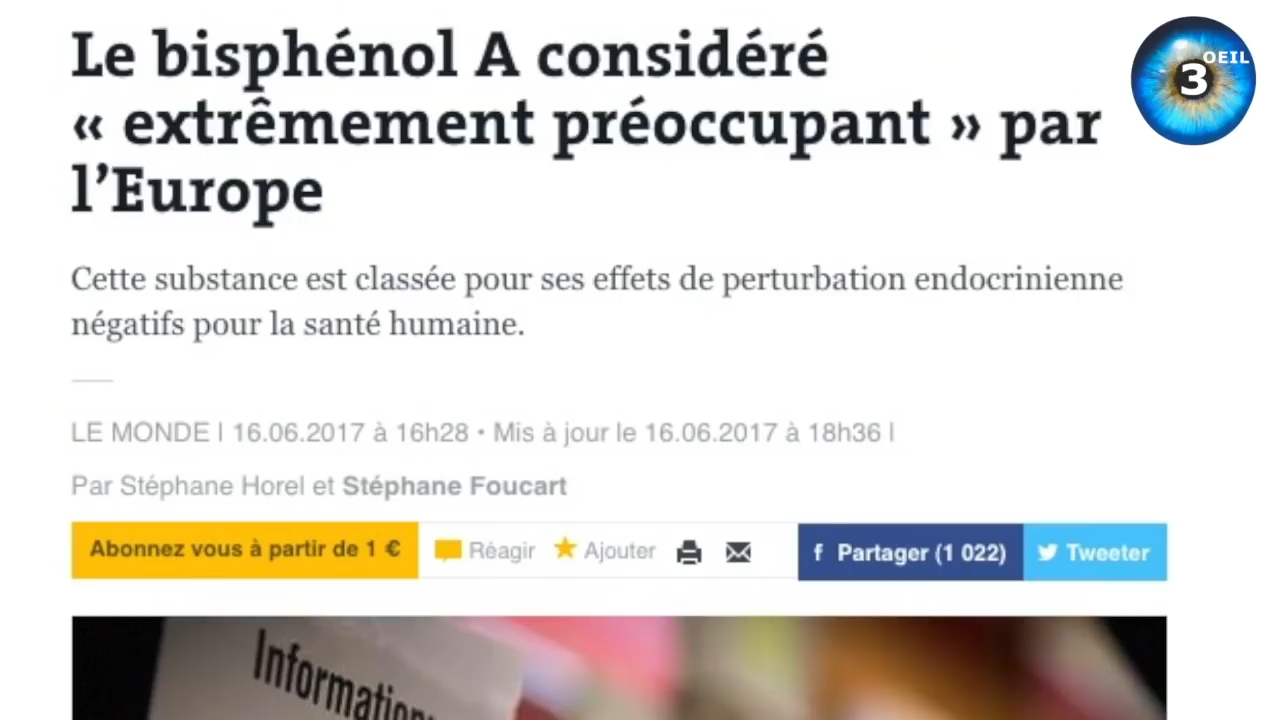 Le bisphénol A considéré
« extrêmement préoccupant » par
l’Europe
OEIL
3
Cette substance est classée pour ses effets de perturbation endocrinienne
négatifs pour la santé humaine.
LE MONDE | 16.06.2017 à 16h28 • Mis à jour le 16.06.2017 à 18h36 |
Par Stéphane Horel et Stéphane Foucart
Abonnez vous à partir de 1 € Réagir Ajouter f Partager (1 022) Tweeter
Information